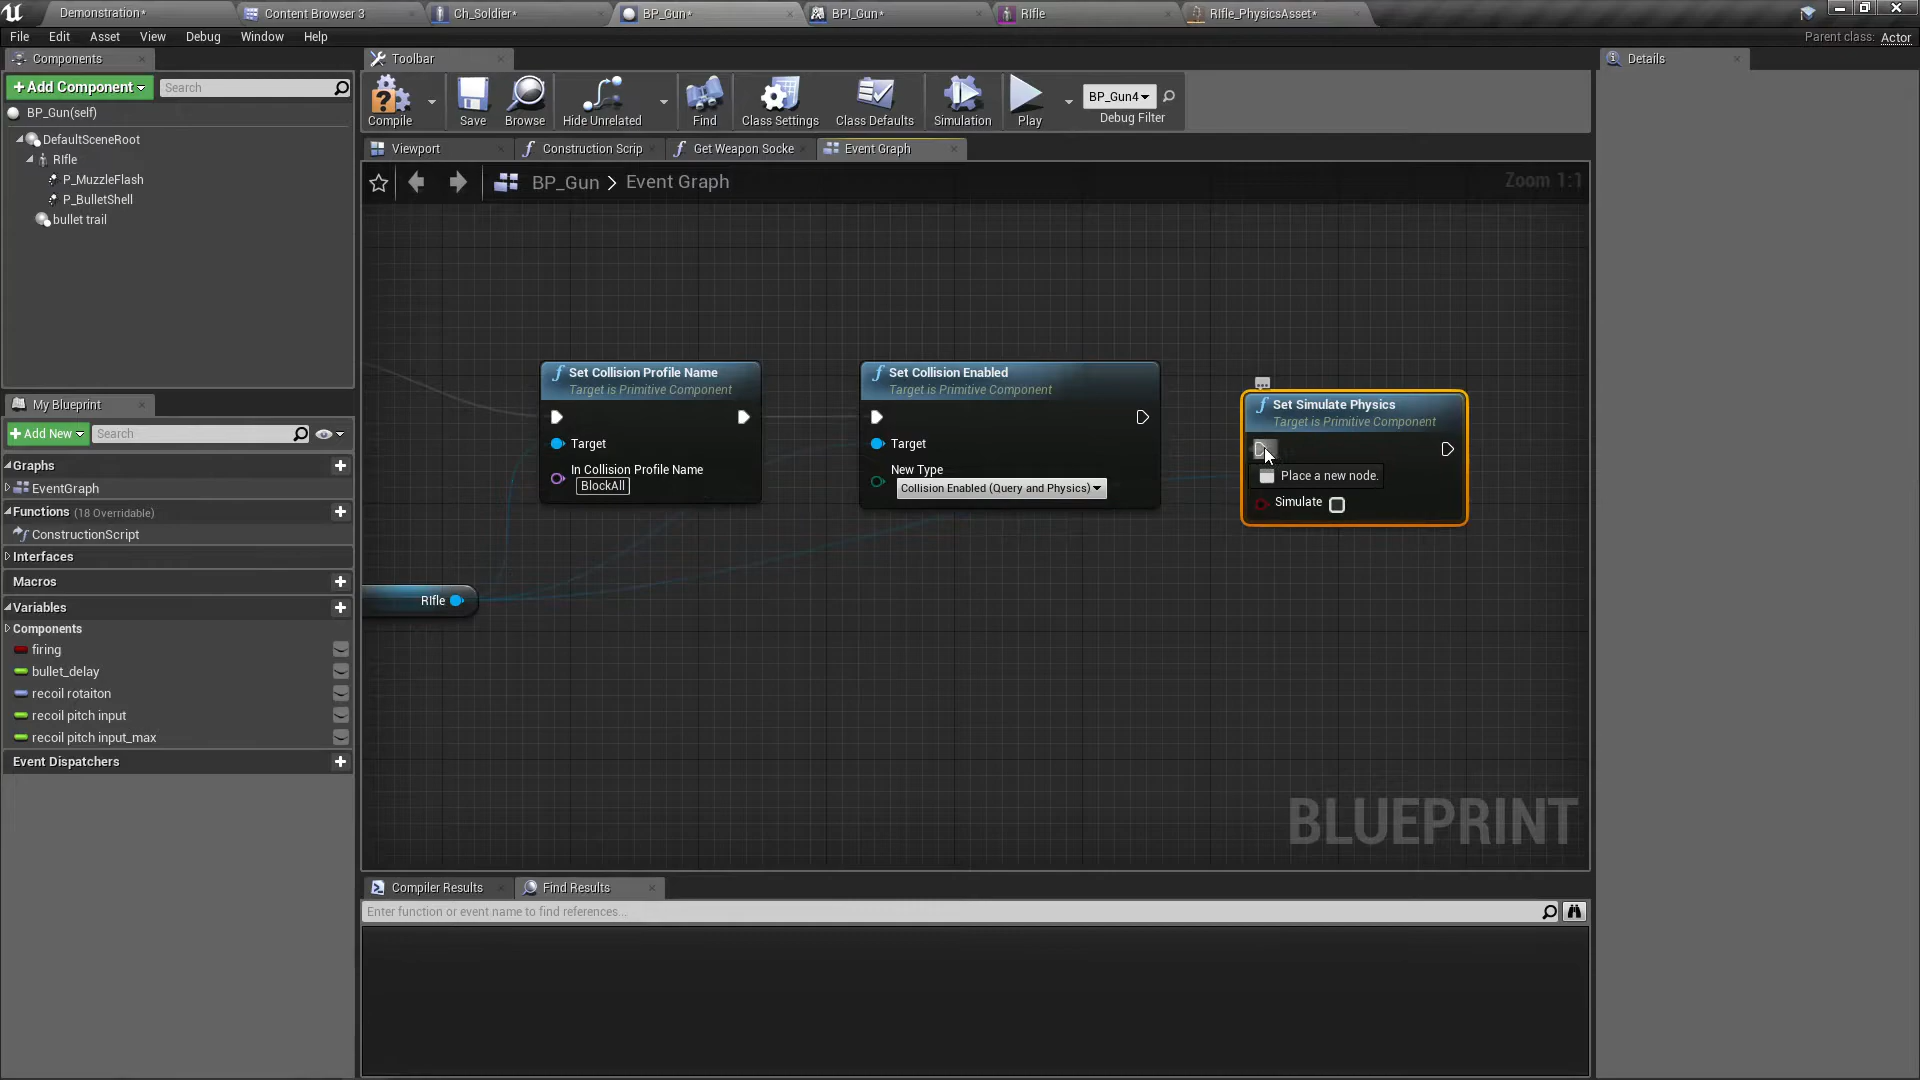 Demonstration*
Content Browser 3
Ch_Soldier*
BP_Gun*
BPI_Gun*
RIfle
RIfle_PhysicsAsset*
File Edit Asset View Debug Window Help
Parent class: Actor
Components
Toolbar
Details
+Add Component
Search
BP_Gun(self)
DefaultSceneRoot
RIfle
P_MuzzleFlash
P_BulletShell
bullet trail
Compile
Save
Browse
Hide Unrelated
Find
Class Settings
Class Defaults
Simulation
Play
BP_Gun4
Debug Filter
Viewport
Construction Scrip
Get Weapon Socke
Event Graph
BP_Gun > Event Graph
Zoom 1:1
Set Collision Profile Name
Target is Primitive Component
Target
In Collision Profile Name
BlockAll
Set Collision Enabled
Target is Primitive Component
Target
New Type
Collision Enabled (Query and Physics)
Set Simulate Physics
Target is Primitive Component
Place a new node.
Simulate
RIfle
BLUEPRINT
My Blueprint
+Add New
Search
Graphs
EventGraph
Functions (18 Overridable)
ConstructionScript
Interfaces
Macros
Variables
Components
firing
bullet_delay
recoil rotaiton
recoil pitch input
recoil pitch input_max
Event Dispatchers
Compiler Results
Find Results
Enter function or event name to find references...